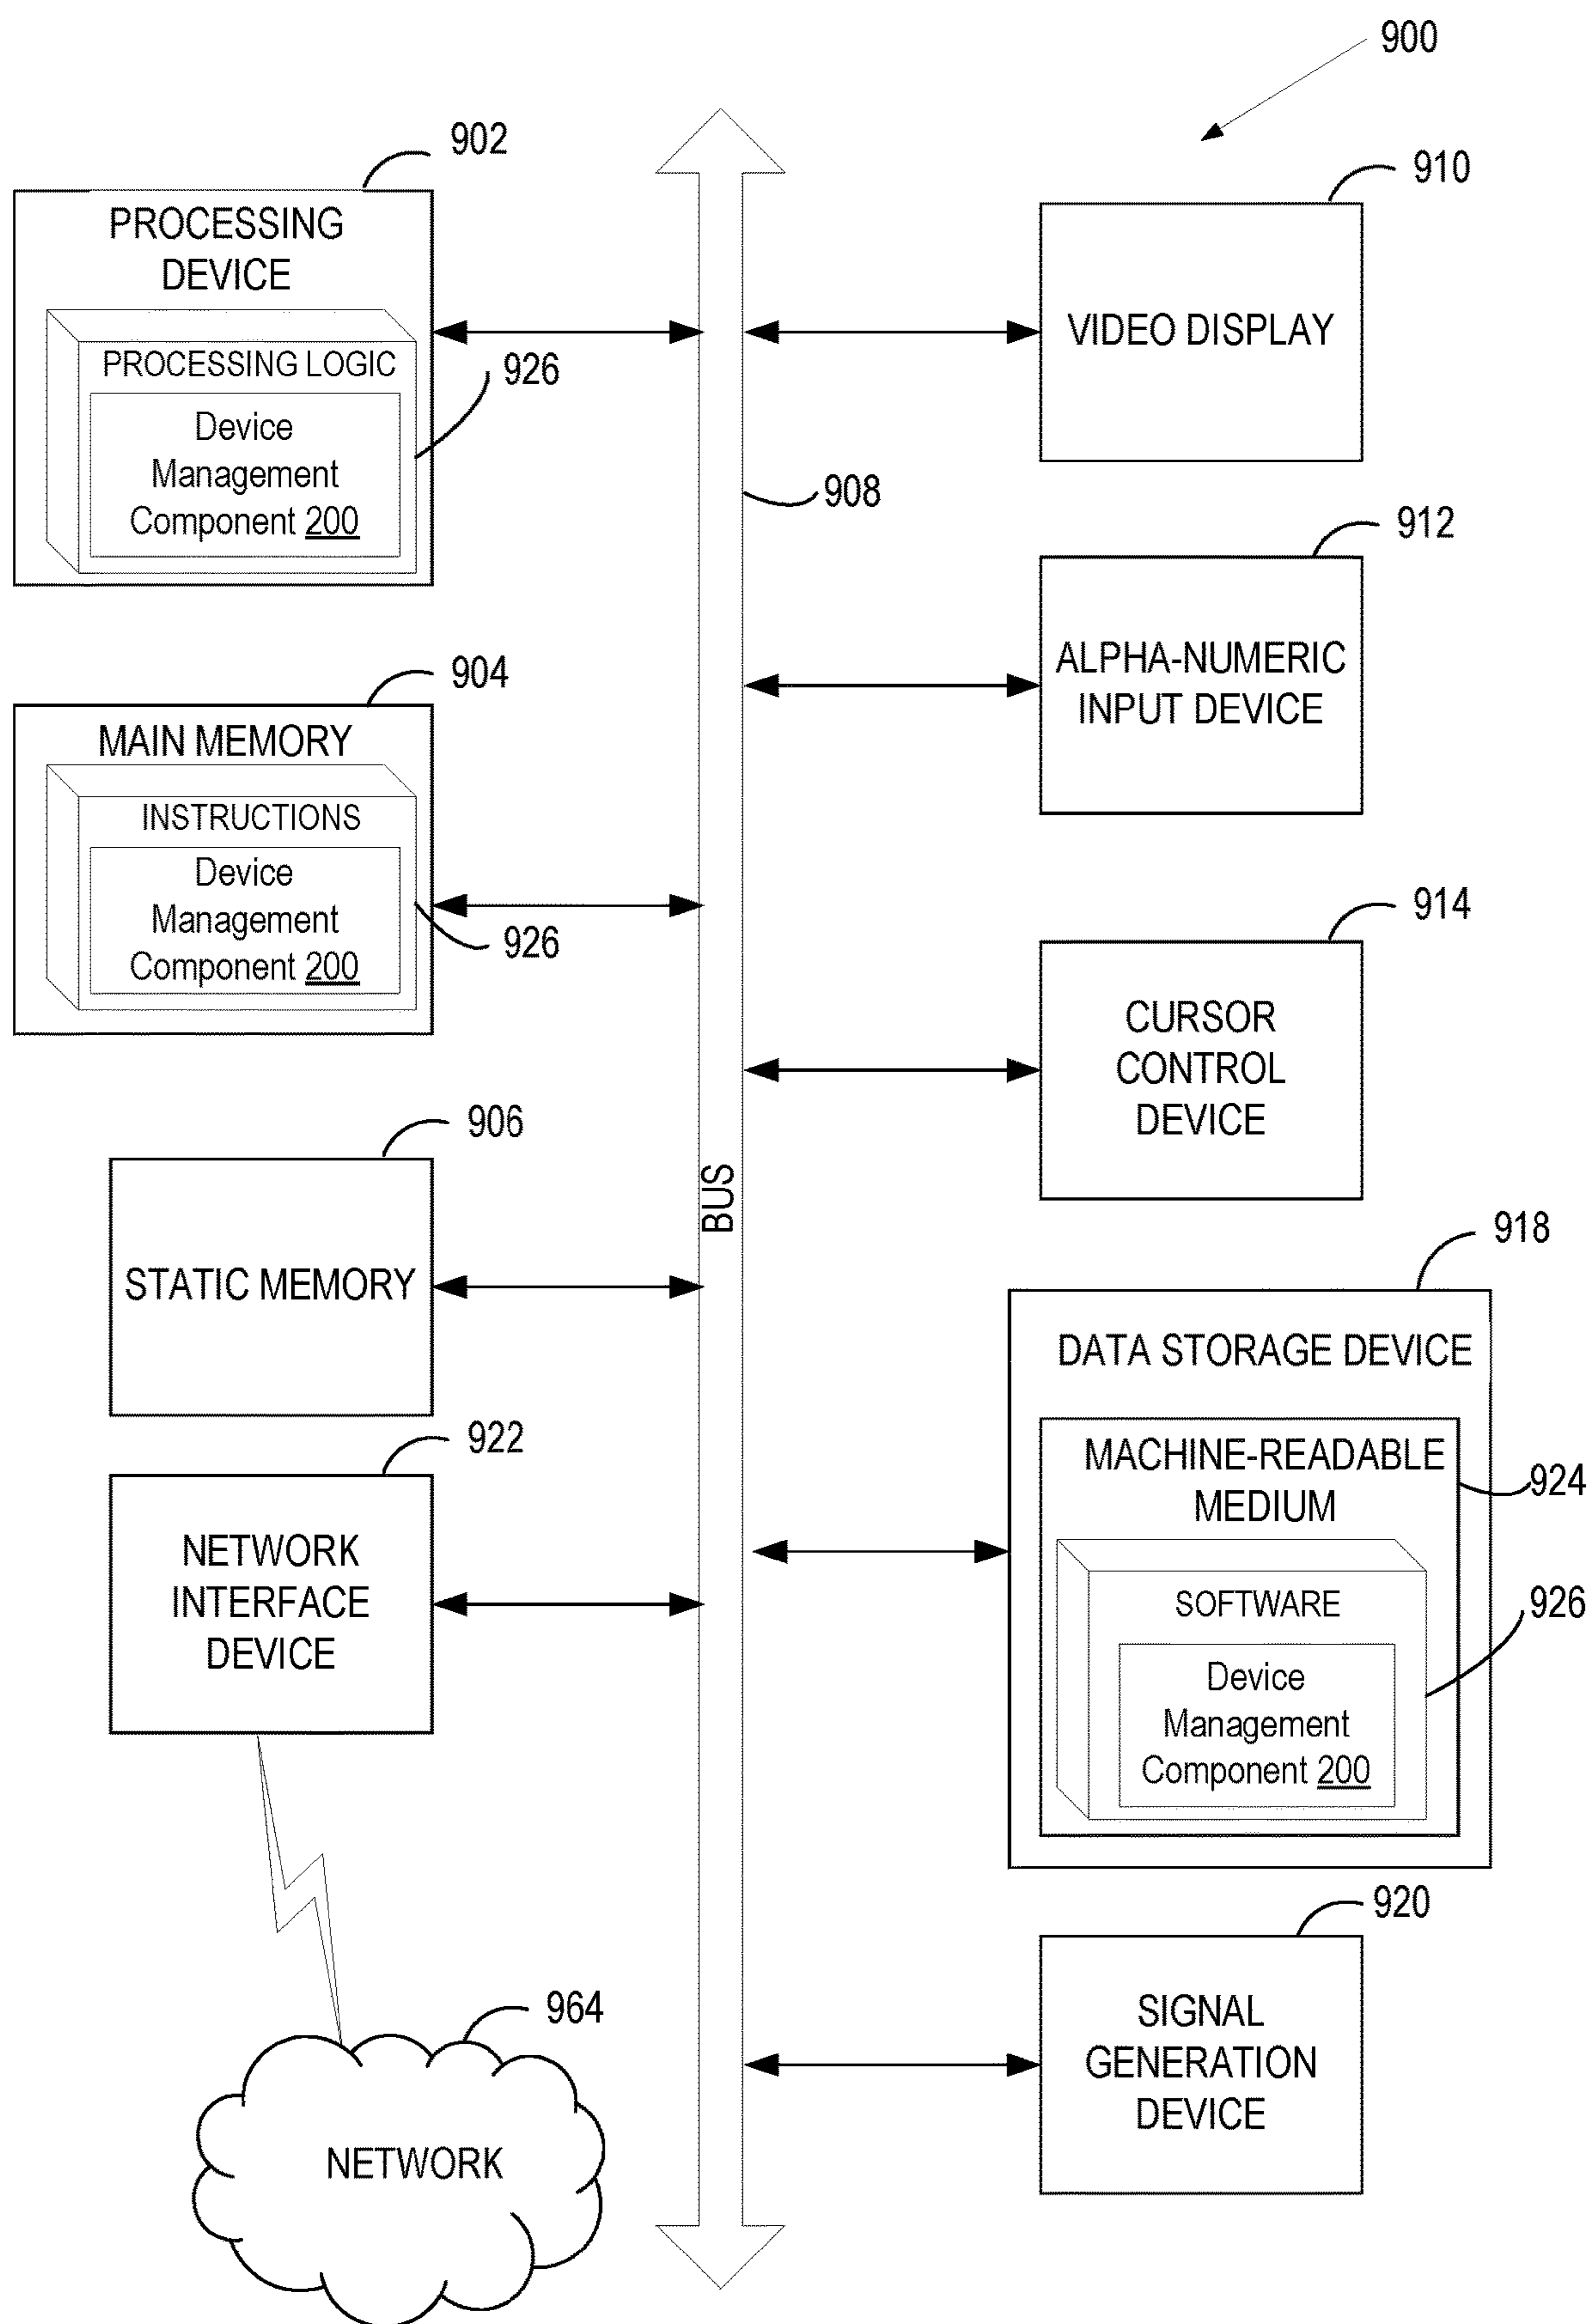 900
902
PROCESSING
DEVICE
PROCESSING LOGIC
926
Device
Management
Component 200
904
MAIN MEMORY
INSTRUCTIONS
Device
Management
Component 200
926
906
STATIC MEMORY
922
NETWORK
INTERFACE
DEVICE
964
NETWORK
BUS
908
910
VIDEO DISPLAY
912
ALPHA-NUMERIC
INPUT DEVICE
914
CURSOR
CONTROL
DEVICE
918
DATA STORAGE DEVICE
MACHINE-READABLE
MEDIUM
924
SOFTWARE
926
Device
Management
Component 200
920
SIGNAL
GENERATION
DEVICE